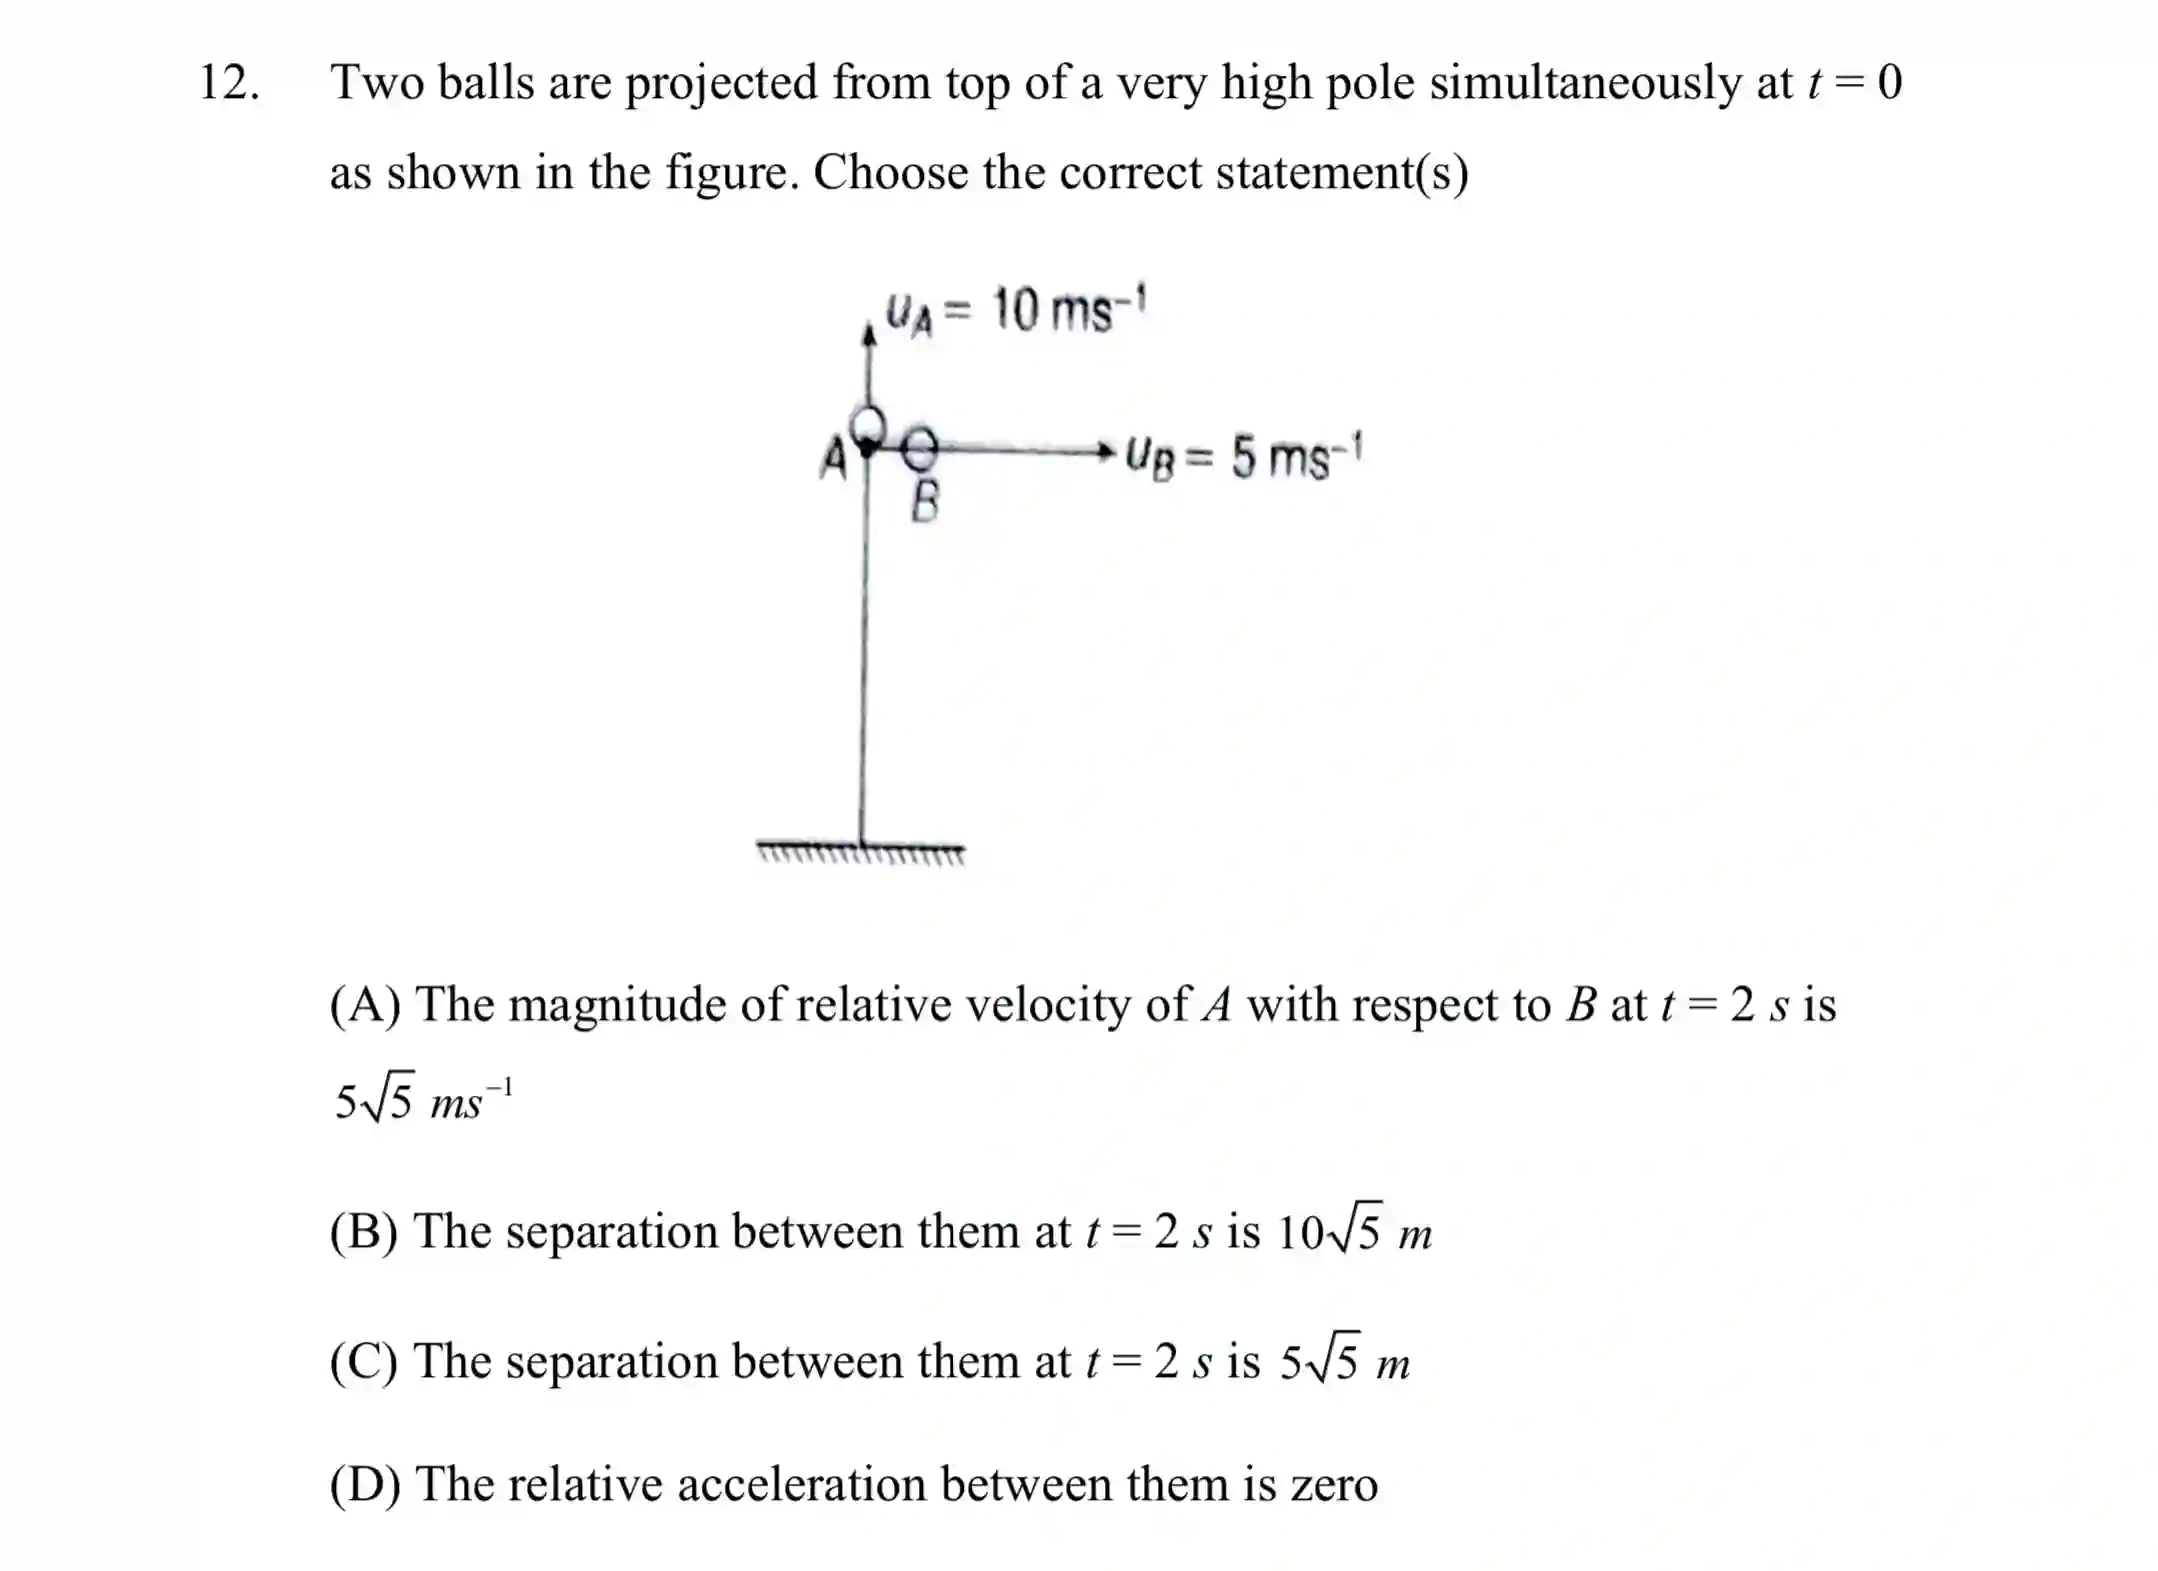 12. Two balls are projected from top of a very high pole simultaneously at t = 0
as shown in the figure. Choose the correct statement(s)
u_A = 10 ms⁻¹
A
u_B = 5 ms⁻¹
B
(A) The magnitude of relative velocity of A with respect to B at t = 2 s is
5√5 ms⁻¹
(B) The separation between them at t = 2 s is 10√5 m
(C) The separation between them at t = 2 s is 5√5 m
(D) The relative acceleration between them is zero